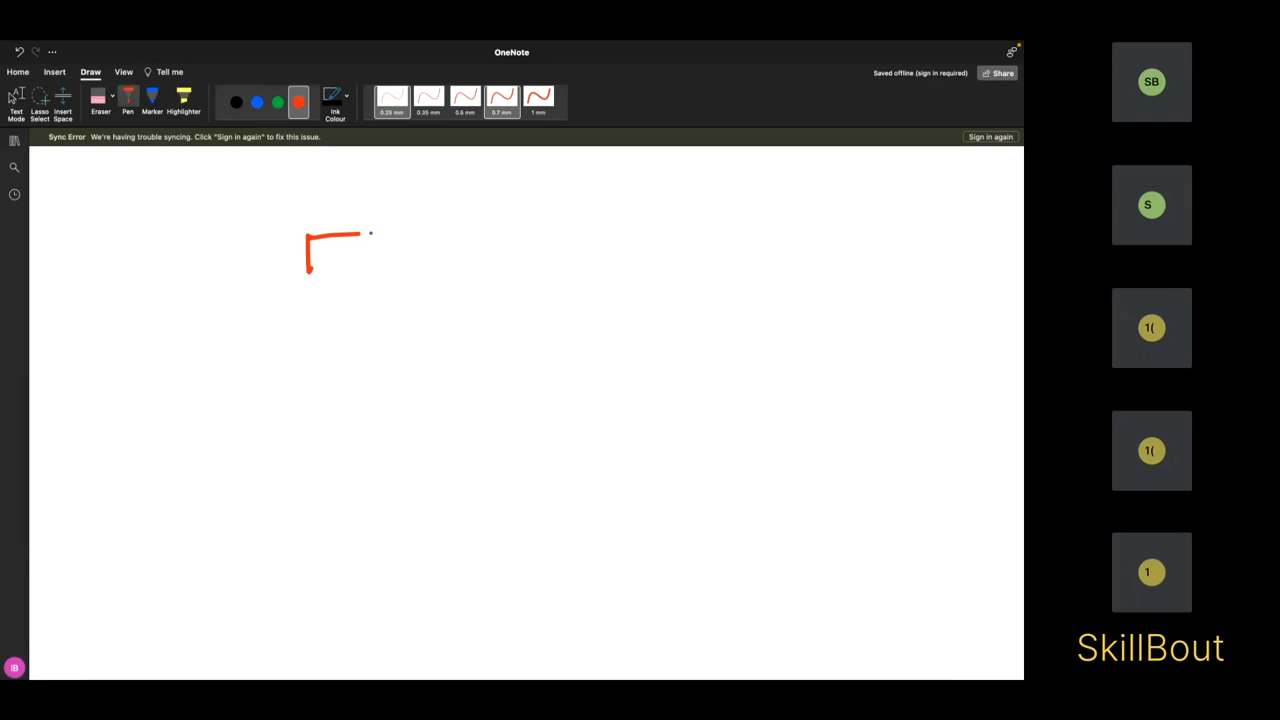 OneNote
Home Insert Draw View Tell me
Saved offline (sign in required) Share
Text Mode
Lasso Select
Insert Space
Eraser
Pen
Marker
Highlighter
Ink Colour
0.25 mm 0.35 mm 0.5 mm 0.7 mm 1 mm
Sync Error We're having trouble syncing. Click "Sign in again" to fix this issue. Sign in again
SB
S
1(
1(
1
IB
SkillBout